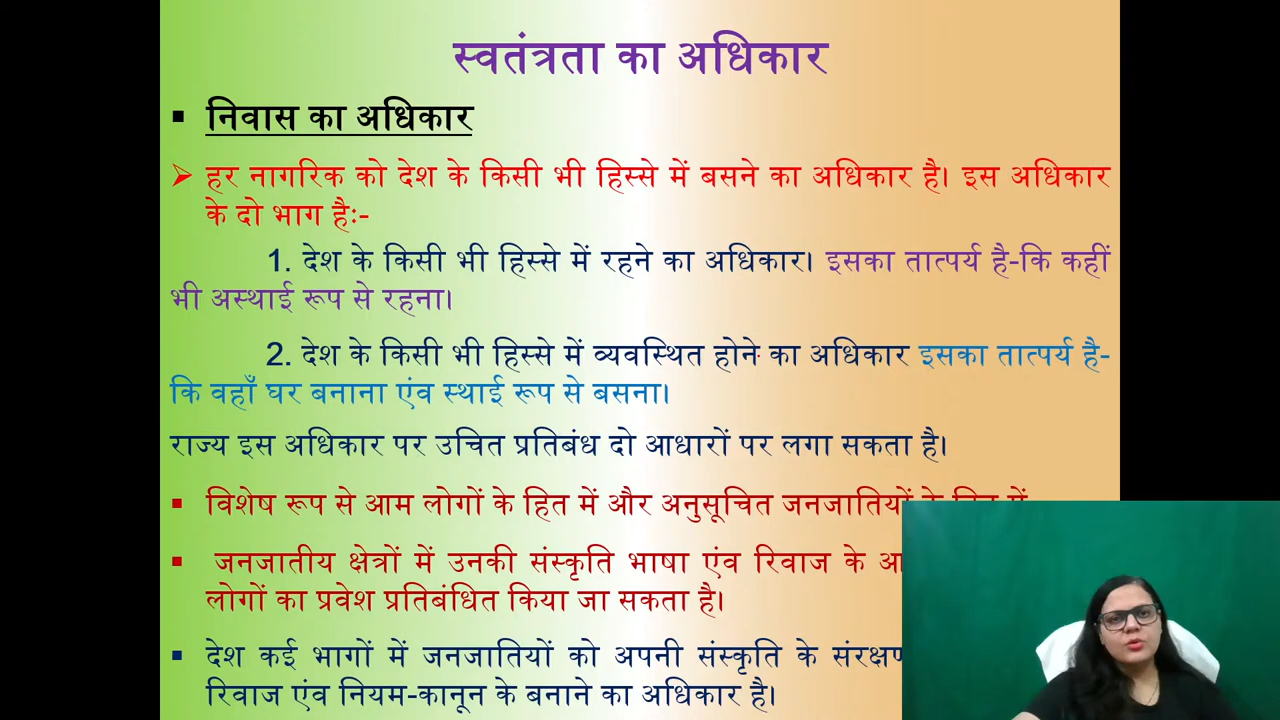 स्वतंत्रता का अधिकार
▪ निवास का अधिकार
➢ हर नागरिक को देश के किसी भी हिस्से में बसने का अधिकार है। इस अधिकार
के दो भाग हैः-
1. देश के किसी भी हिस्से में रहने का अधिकार। इसका तात्पर्य है-कि कहीं
भी अस्थाई रूप से रहना।
2. देश के किसी भी हिस्से में व्यवस्थित होने का अधिकार इसका तात्पर्य है-
कि वहाँ घर बनाना एंव स्थाई रूप से बसना।
राज्य इस अधिकार पर उचित प्रतिबंध दो आधारों पर लगा सकता है।
▪ विशेष रूप से आम लोगों के हित में और अनुसूचित जनजातियों के हित में
▪ जनजातीय क्षेत्रों में उनकी संस्कृति भाषा एंव रिवाज के
लोगों का प्रवेश प्रतिबंधित किया जा सकता है।
▪ देश कई भागों में जनजातियों को अपनी संस्कृति के
रिवाज एंव नियम-कानून के बनाने का अधिकार है।